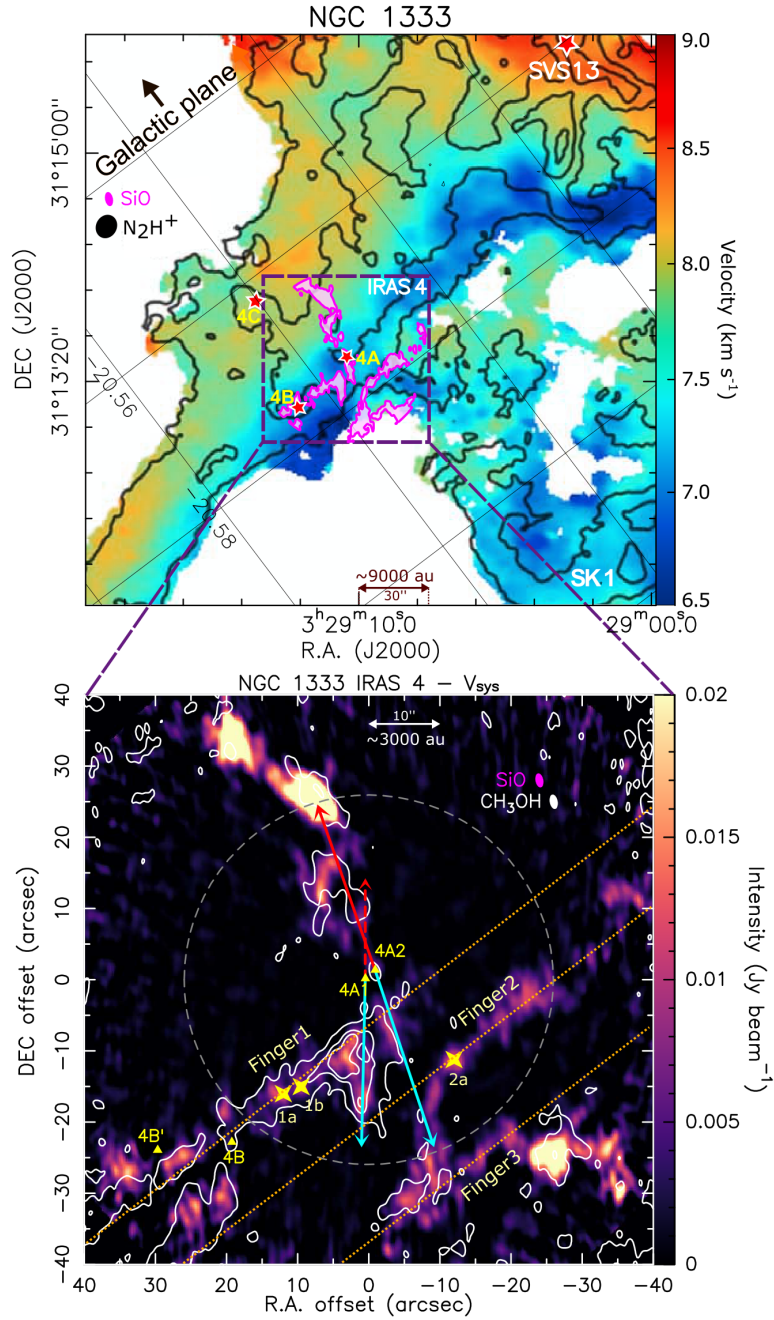 NGC 1333
SVS13
Galactic plane
SiO
N2H+
IRAS 4
4C
4A
4B
-20.56
-20.58
SK1
~9000 au
30''
31°15'00''
31°13'20''
DEC (J2000)
3h29m10s.0
29m00s.0
R.A. (J2000)
9.0
8.5
8.0
7.5
7.0
6.5
Velocity (km s-1)
NGC 1333 IRAS 4 – Vsys
10''
~3000 au
SiO
CH3OH
4A2
4A1
Finger1
Finger2
Finger3
1a
1b
2a
4B'
4B
40
30
20
10
0
−10
−20
−30
−40
DEC offset (arcsec)
40 30 20 10 0 −10 −20 −30 −40
R.A. offset (arcsec)
0.02
0.015
0.01
0.005
0
Intensity (Jy beam−1)